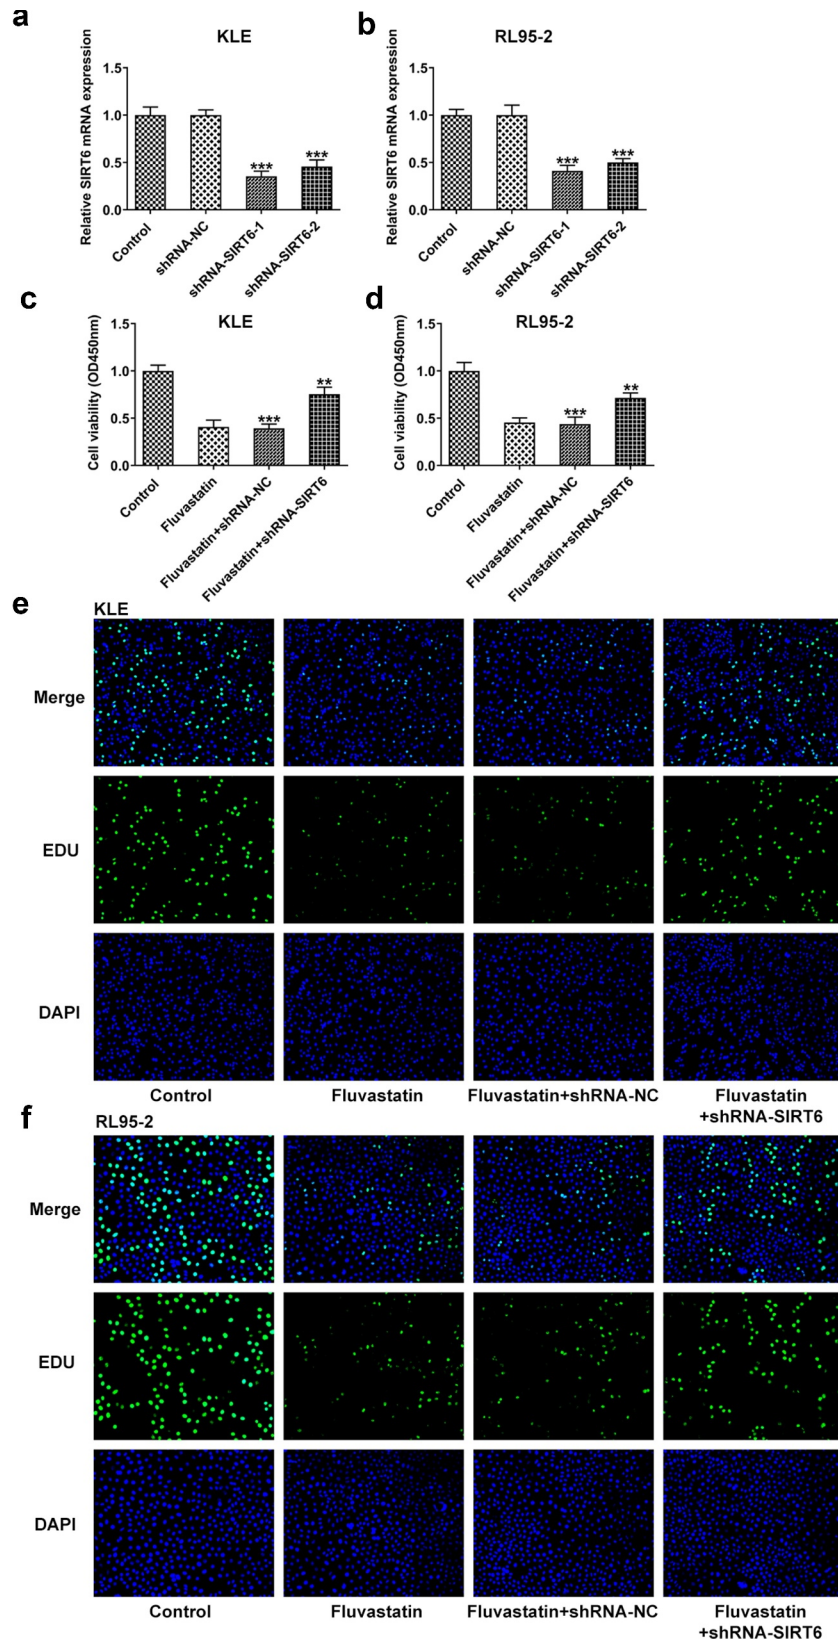 a
KLE
Relative SIRT6 mRNA expression
1.5
1.0
0.5
0.0
***
***
Control
shRNA-NC
shRNA-SIRT6-1
shRNA-SIRT6-2
b
RL95-2
Relative SIRT6 mRNA expression
1.5
1.0
0.5
0.0
***
***
Control
shRNA-NC
shRNA-SIRT6-1
shRNA-SIRT6-2
c
KLE
Cell viability (OD450nm)
1.5
1.0
0.5
0.0
***
**
Control
Fluvastatin
Fluvastatin+shRNA-NC
Fluvastatin+shRNA-SIRT6
d
RL95-2
Cell viability (OD450nm)
1.5
1.0
0.5
0.0
***
**
Control
Fluvastatin
Fluvastatin+shRNA-NC
Fluvastatin+shRNA-SIRT6
e
KLE
Merge
EDU
DAPI
Control
Fluvastatin
Fluvastatin+shRNA-NC
Fluvastatin
+shRNA-SIRT6
f
RL95-2
Merge
EDU
DAPI
Control
Fluvastatin
Fluvastatin+shRNA-NC
Fluvastatin
+shRNA-SIRT6